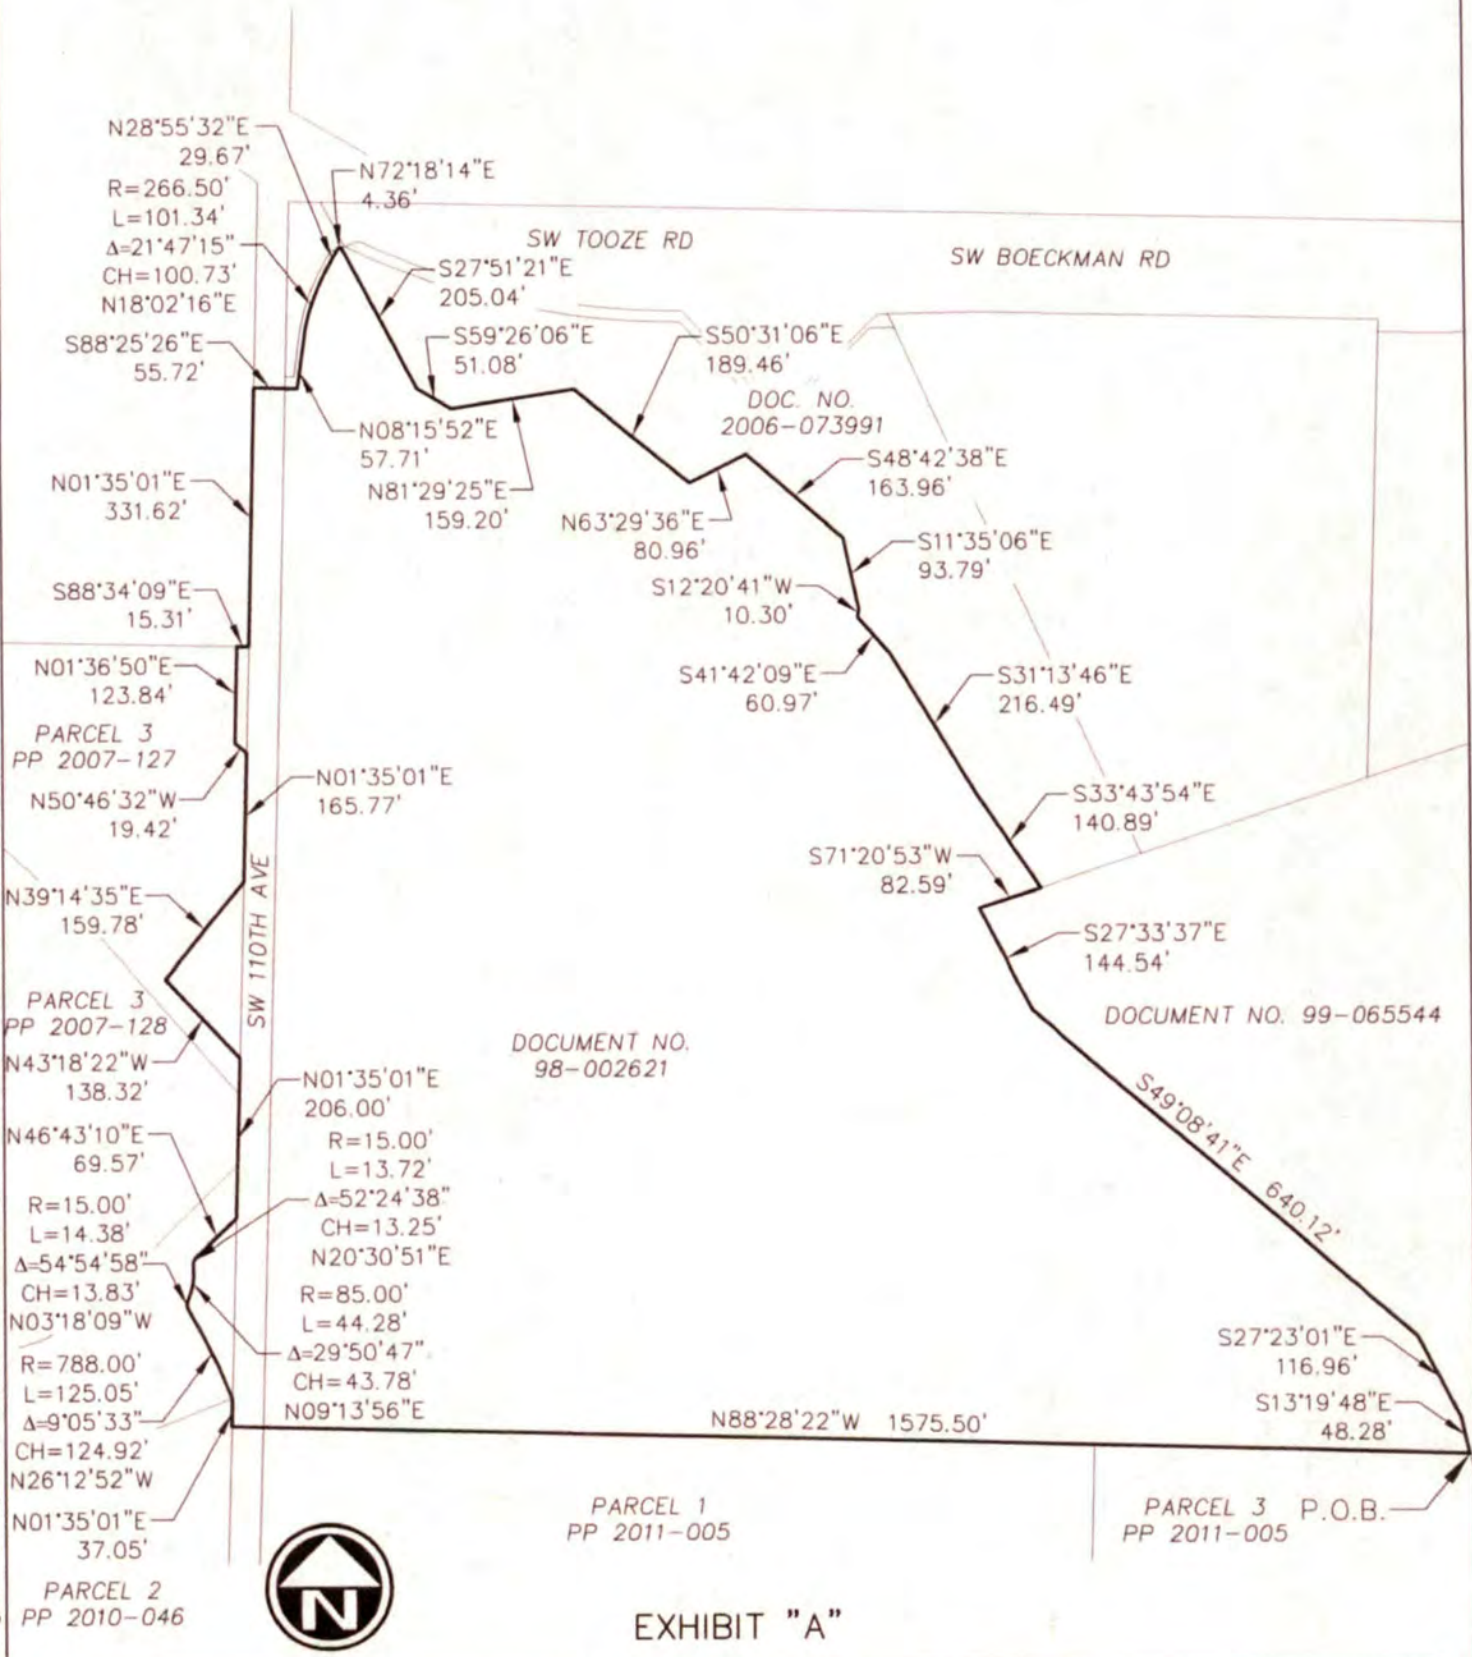 N28°55'32"E
29.67'
R=266.50'
L=101.34'
Δ=21°47'15"
CH=100.73'
N18°02'16"E
S88°25'26"E
55.72'
N72°18'14"E
4.36'
SW TOOZE RD
SW BOECKMAN RD
S27°51'21"E
205.04'
S59°26'06"E
51.08'
S50°31'06"E
189.46'
DOC. NO.
2006-073991
N08°15'52"E
57.71'
N81°29'25"E
159.20'
N63°29'36"E
80.96'
S48°42'38"E
163.96'
N01°35'01"E
331.62'
S11°35'06"E
93.79'
S12°20'41"W
10.30'
S88°34'09"E
15.31'
N01°36'50"E
123.84'
S41°42'09"E
60.97'
S31°13'46"E
216.49'
PARCEL 3
PP 2007-127
N50°46'32"W
19.42'
N01°35'01"E
165.77'
S33°43'54"E
140.89'
S71°20'53"W
82.59'
N39°14'35"E
159.78'
SW 110TH AVE
S27°33'37"E
144.54'
PARCEL 3
PP 2007-128
DOCUMENT NO. 99-065544
DOCUMENT NO.
98-002621
N43°18'22"W
138.32'
N01°35'01"E
206.00'
S49°08'41"E 640.12'
N46°43'10"E
69.57'
R=15.00'
L=13.72'
Δ=52°24'38"
CH=13.25'
N20°30'51"E
R=15.00'
L=14.38'
Δ=54°54'58"
CH=13.83'
N03°18'09"W
R=85.00'
L=44.28'
Δ=29°50'47"
CH=43.78'
N09°13'56"E
R=788.00'
L=125.05'
Δ=9°05'33"
CH=124.92'
N26°12'52"W
S27°23'01"E
116.96'
S13°19'48"E
48.28'
N88°28'22"W 1575.50'
N01°35'01"E
37.05'
PARCEL 1
PP 2011-005
PARCEL 3
PP 2011-005
P.O.B.
PARCEL 2
PP 2010-046
N
EXHIBIT "A"